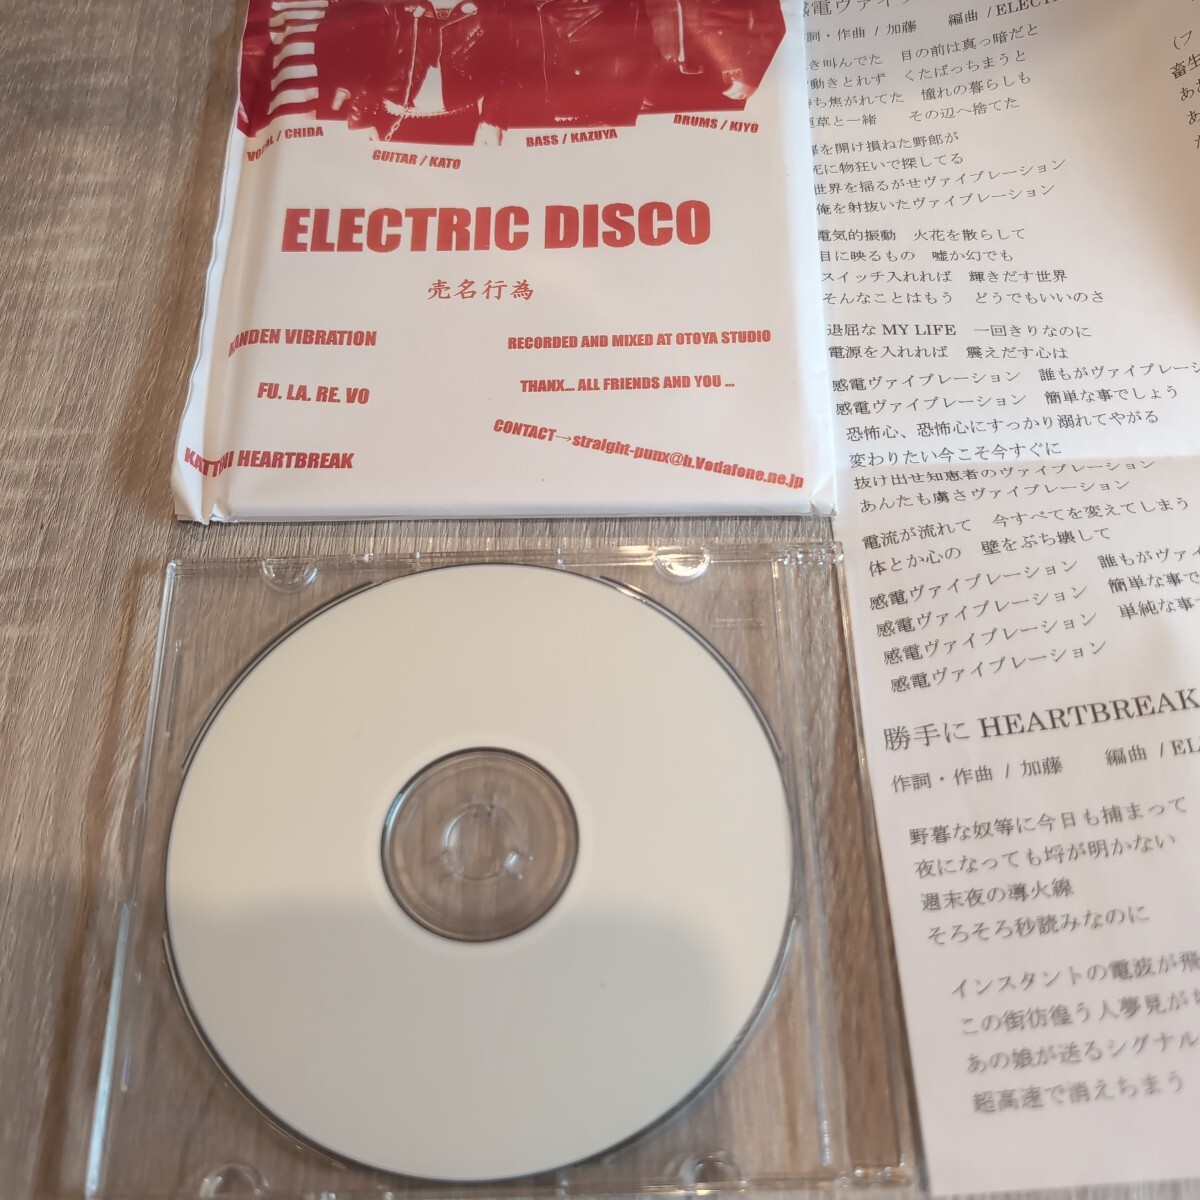 VOCAL / CHIDA
GUITAR / KATO
BASS / KAZUYA
DRUMS / KIYO
ELECTRIC DISCO
売名行為
KANDEN VIBRATION
FU. LA. RE. VO
KATTENI HEARTBREAK
RECORDED AND MIXED AT OTOYA STUDIO
THANX... ALL FRIENDS AND YOU ...
CONTACT→straight-punx@h.Vodafone.ne.jp
感電ヴァイブ
作詞・作曲 / 加藤 編曲 / ELECT
叫んでた 目の前は真っ暗だと
動きとれず くたばっちまうと
待ち焦がれてた 憧れの暮らしも
煙草と一緒 その辺へ捨てた
扉を開け損ねた野郎が
死に物狂いで探してる
世界を揺るがせヴァイブレーション
俺を射抜いたヴァイブレーション
電気的振動 火花を散らして
目に映るもの 嘘か幻でも
スイッチ入れれば 輝きだす世界
そんなことはもう どうでもいいのさ
退屈な MY LIFE 一回きりなのに
電源を入れれば 震えだす心は
感電ヴァイブレーション 誰もがヴァイブレーシ
感電ヴァイブレーション 簡単な事でしょう
恐怖心、恐怖心にすっかり溺れてやがる
変わりたい今こそ今すぐに
抜け出せ知恵者のヴァイブレーション
あんたも虜さヴァイブレーション
電流が流れて 今すべてを変えてしまう
体とか心の 壁をぶち壊して
感電ヴァイブレーション 誰もがヴァイ
感電ヴァイブレーション 簡単な事で
感電ヴァイブレーション 単純な事で
感電ヴァイブレーション
勝手に HEARTBREAK
作詞・作曲 / 加藤 編曲 / EL
野暮な奴等に今日も捕まって
夜になっても埒が明かない
週末夜の導火線
そろそろ秒読みなのに
インスタントの電波が飛
この街彷徨う人夢見が
あの娘が送るシグナル
超高速で消えちまう
(フ
畜生
あ
あ